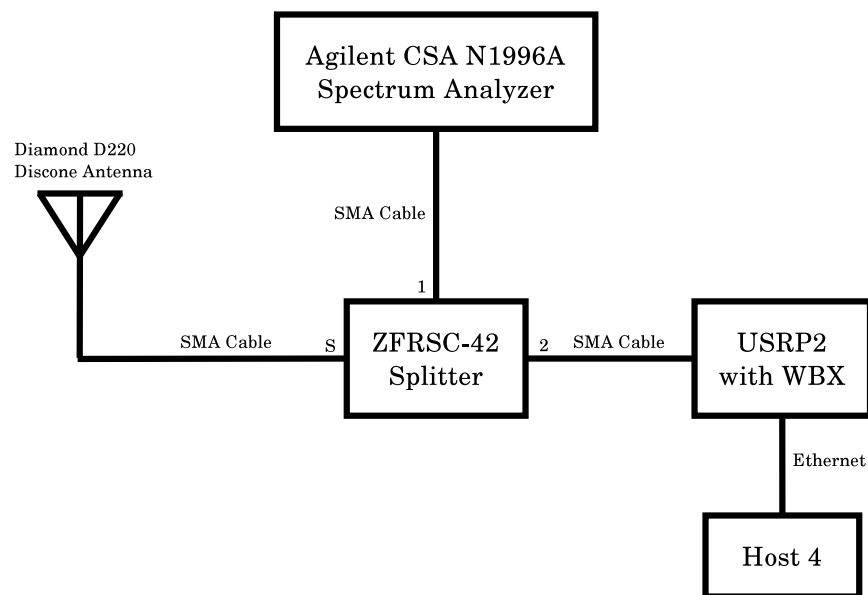 Agilent CSA N1996A
Spectrum Analyzer
Diamond D220
Discone Antenna
SMA Cable
1
SMA Cable
S
ZFRSC-42
Splitter
2
SMA Cable
USRP2
with WBX
Ethernet
Host 4